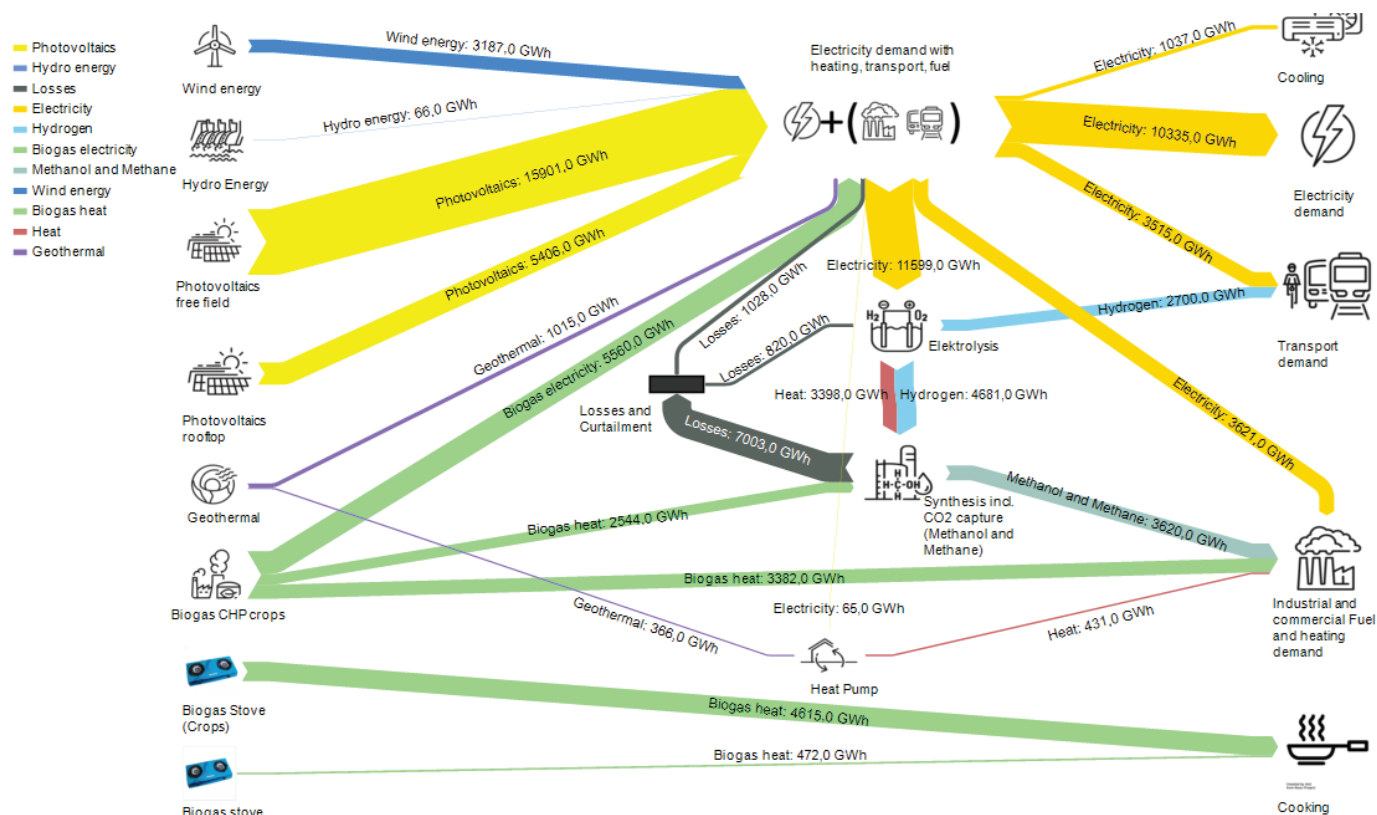 Photovoltaics
Hydro energy
Losses
Electricity
Hydrogen
Biogas electricity
Methanol and Methane
Wind energy
Biogas heat
Heat
Geothermal
Wind energy
Hydro Energy
Photovoltaics
free field
Photovoltaics
rooftop
Geothermal
Biogas CHP crops
Biogas Stove
(Crops)
Biogas stove
Wind energy: 3187,0 GWh
Hydro energy: 66,0 GWh
Photovoltaics: 15901,0 GWh
Photovoltaics: 5406,0 GWh
Geothermal: 1015,0 GWh
Biogas electricity: 5560,0 GWh
Losses: 1028,0 GWh
Losses: 820,0 GWh
Losses and
Curtailment
Losses: 7003,0 GWh
Biogas heat: 2544,0 GWh
Biogas heat: 3382,0 GWh
Geothermal: 366,0 GWh
Electricity: 65,0 GWh
Heat Pump
Heat: 431,0 GWh
Biogas heat: 4615,0 GWh
Biogas heat: 472,0 GWh
Electricity demand with
heating, transport, fuel
+( )
Electricity: 11599,0 GWh
H2 O2
Elektrolysis
Heat: 3398,0 GWh
Hydrogen: 4681,0 GWh
H
H-C-OH
H
Synthesis incl.
CO2 capture
(Methanol and
Methane)
Methanol and Methane: 3620,0 GWh
Electricity: 1037,0 GWh
Electricity: 10335,0 GWh
Electricity: 3515,0 GWh
Hydrogen: 2700,0 GWh
Electricity: 3621,0 GWh
Cooling
Electricity
demand
Transport
demand
Industrial and
commercial Fuel
and heating
demand
Cooking